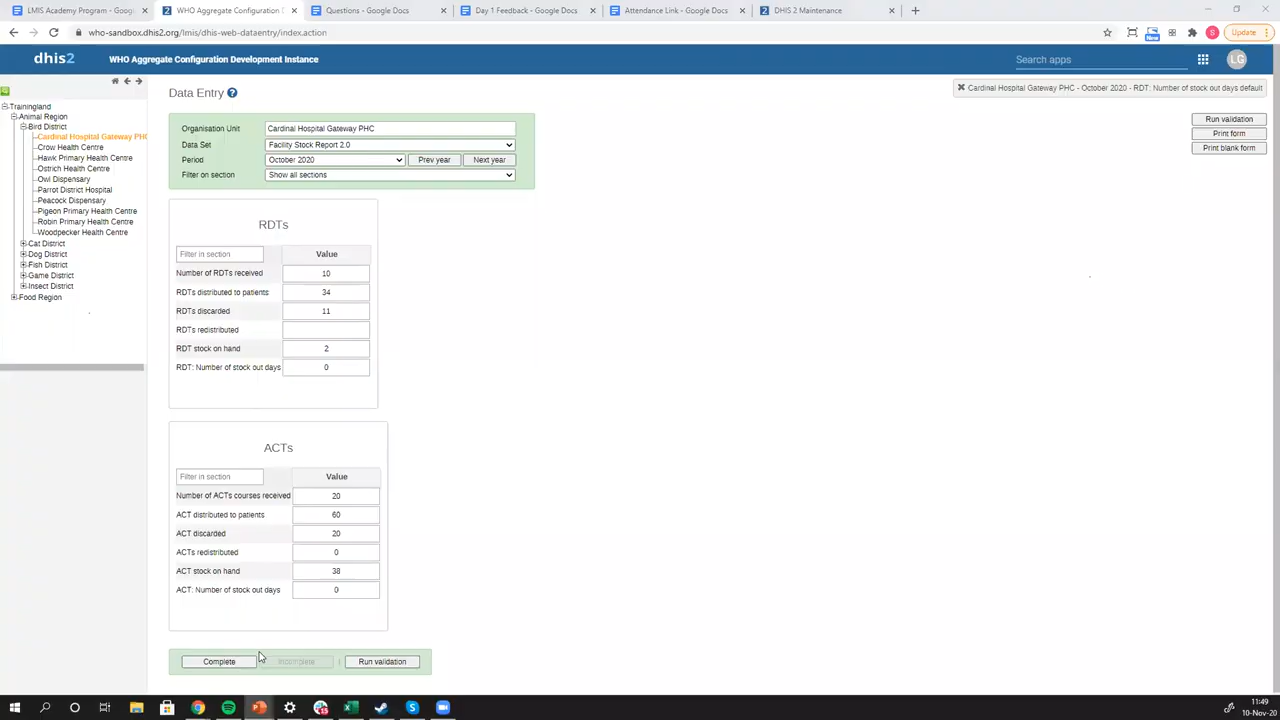 LMIS Academy Program - Goog
WHO Aggregate Configuration D
Questions - Google Docs
Day 1 Feedback - Google Docs
Attendance Link - Google Docs
DHIS 2 Maintenance
who-sandbox.dhis2.org/lmis/dhis-web-dataentry/index.action
New
S
Update
dhis2
WHO Aggregate Configuration Development Instance
Search apps
LG
Data Entry
Cardinal Hospital Gateway PHC - October 2020 - RDT: Number of stock out days default
Trainingland
Animal Region
Bird District
Cardinal Hospital Gateway PHC
Crow Health Centre
Hawk Primary Health Centre
Ostrich Health Centre
Owl Dispensary
Parrot District Hospital
Peacock Dispensary
Pigeon Primary Health Centre
Robin Primary Health Centre
Woodpecker Health Centre
Cat District
Dog District
Fish District
Game District
Insect District
Food Region
Organisation Unit Cardinal Hospital Gateway PHC
Data Set Facility Stock Report 2.0
Period October 2020 Prev year Next year
Filter on section Show all sections
Run validation
Print form
Print blank form
RDTs
Filter in section Value
Number of RDTs received 10
RDTs distributed to patients 34
RDTs discarded 11
RDTs redistributed
RDT stock on hand 2
RDT: Number of stock out days 0
ACTs
Filter in section Value
Number of ACTs courses received 20
ACT distributed to patients 60
ACT discarded 20
ACTs redistributed 0
ACT stock on hand 38
ACT: Number of stock out days 0
Complete Incomplete | Run validation
11:49
10-Nov-20